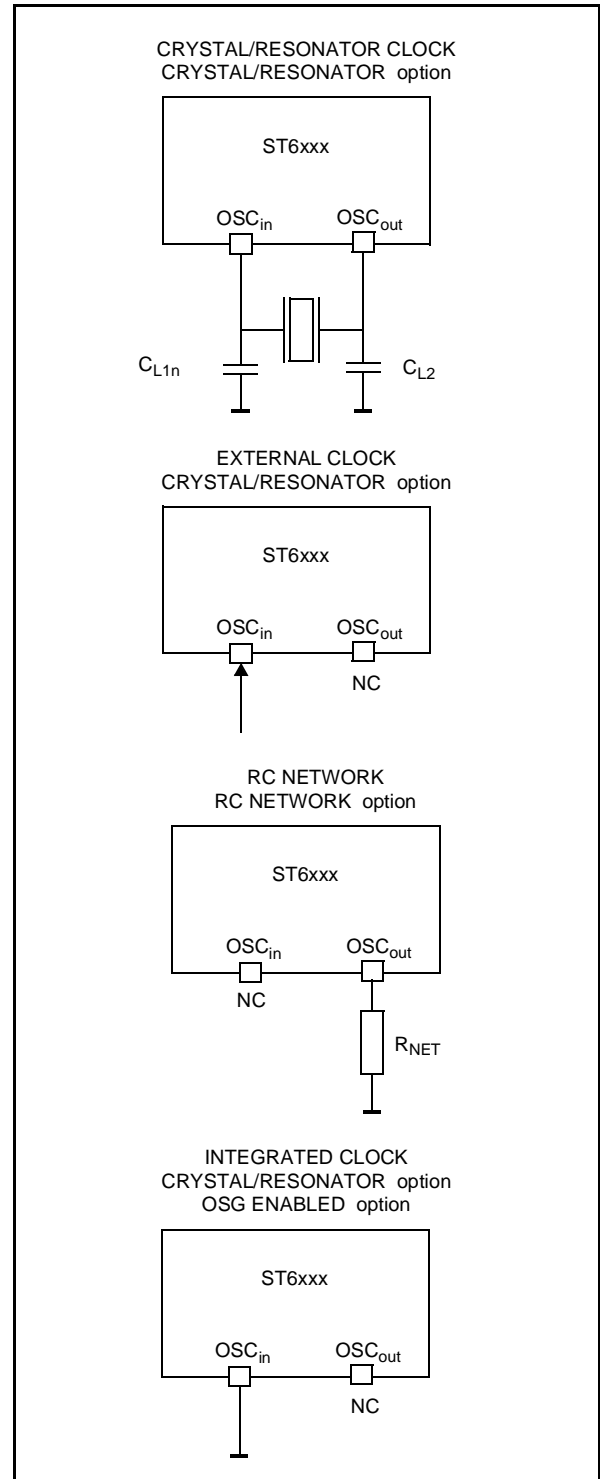 CRYSTAL/RESONATOR CLOCK
CRYSTAL/RESONATOR option
ST6xxx
OSCin OSCout
CL1n CL2
EXTERNAL CLOCK
CRYSTAL/RESONATOR option
ST6xxx
OSCin OSCout
NC
RC NETWORK
RC NETWORK option
ST6xxx
OSCin OSCout
NC
RNET
INTEGRATED CLOCK
CRYSTAL/RESONATOR option
OSG ENABLED option
ST6xxx
OSCin OSCout
NC